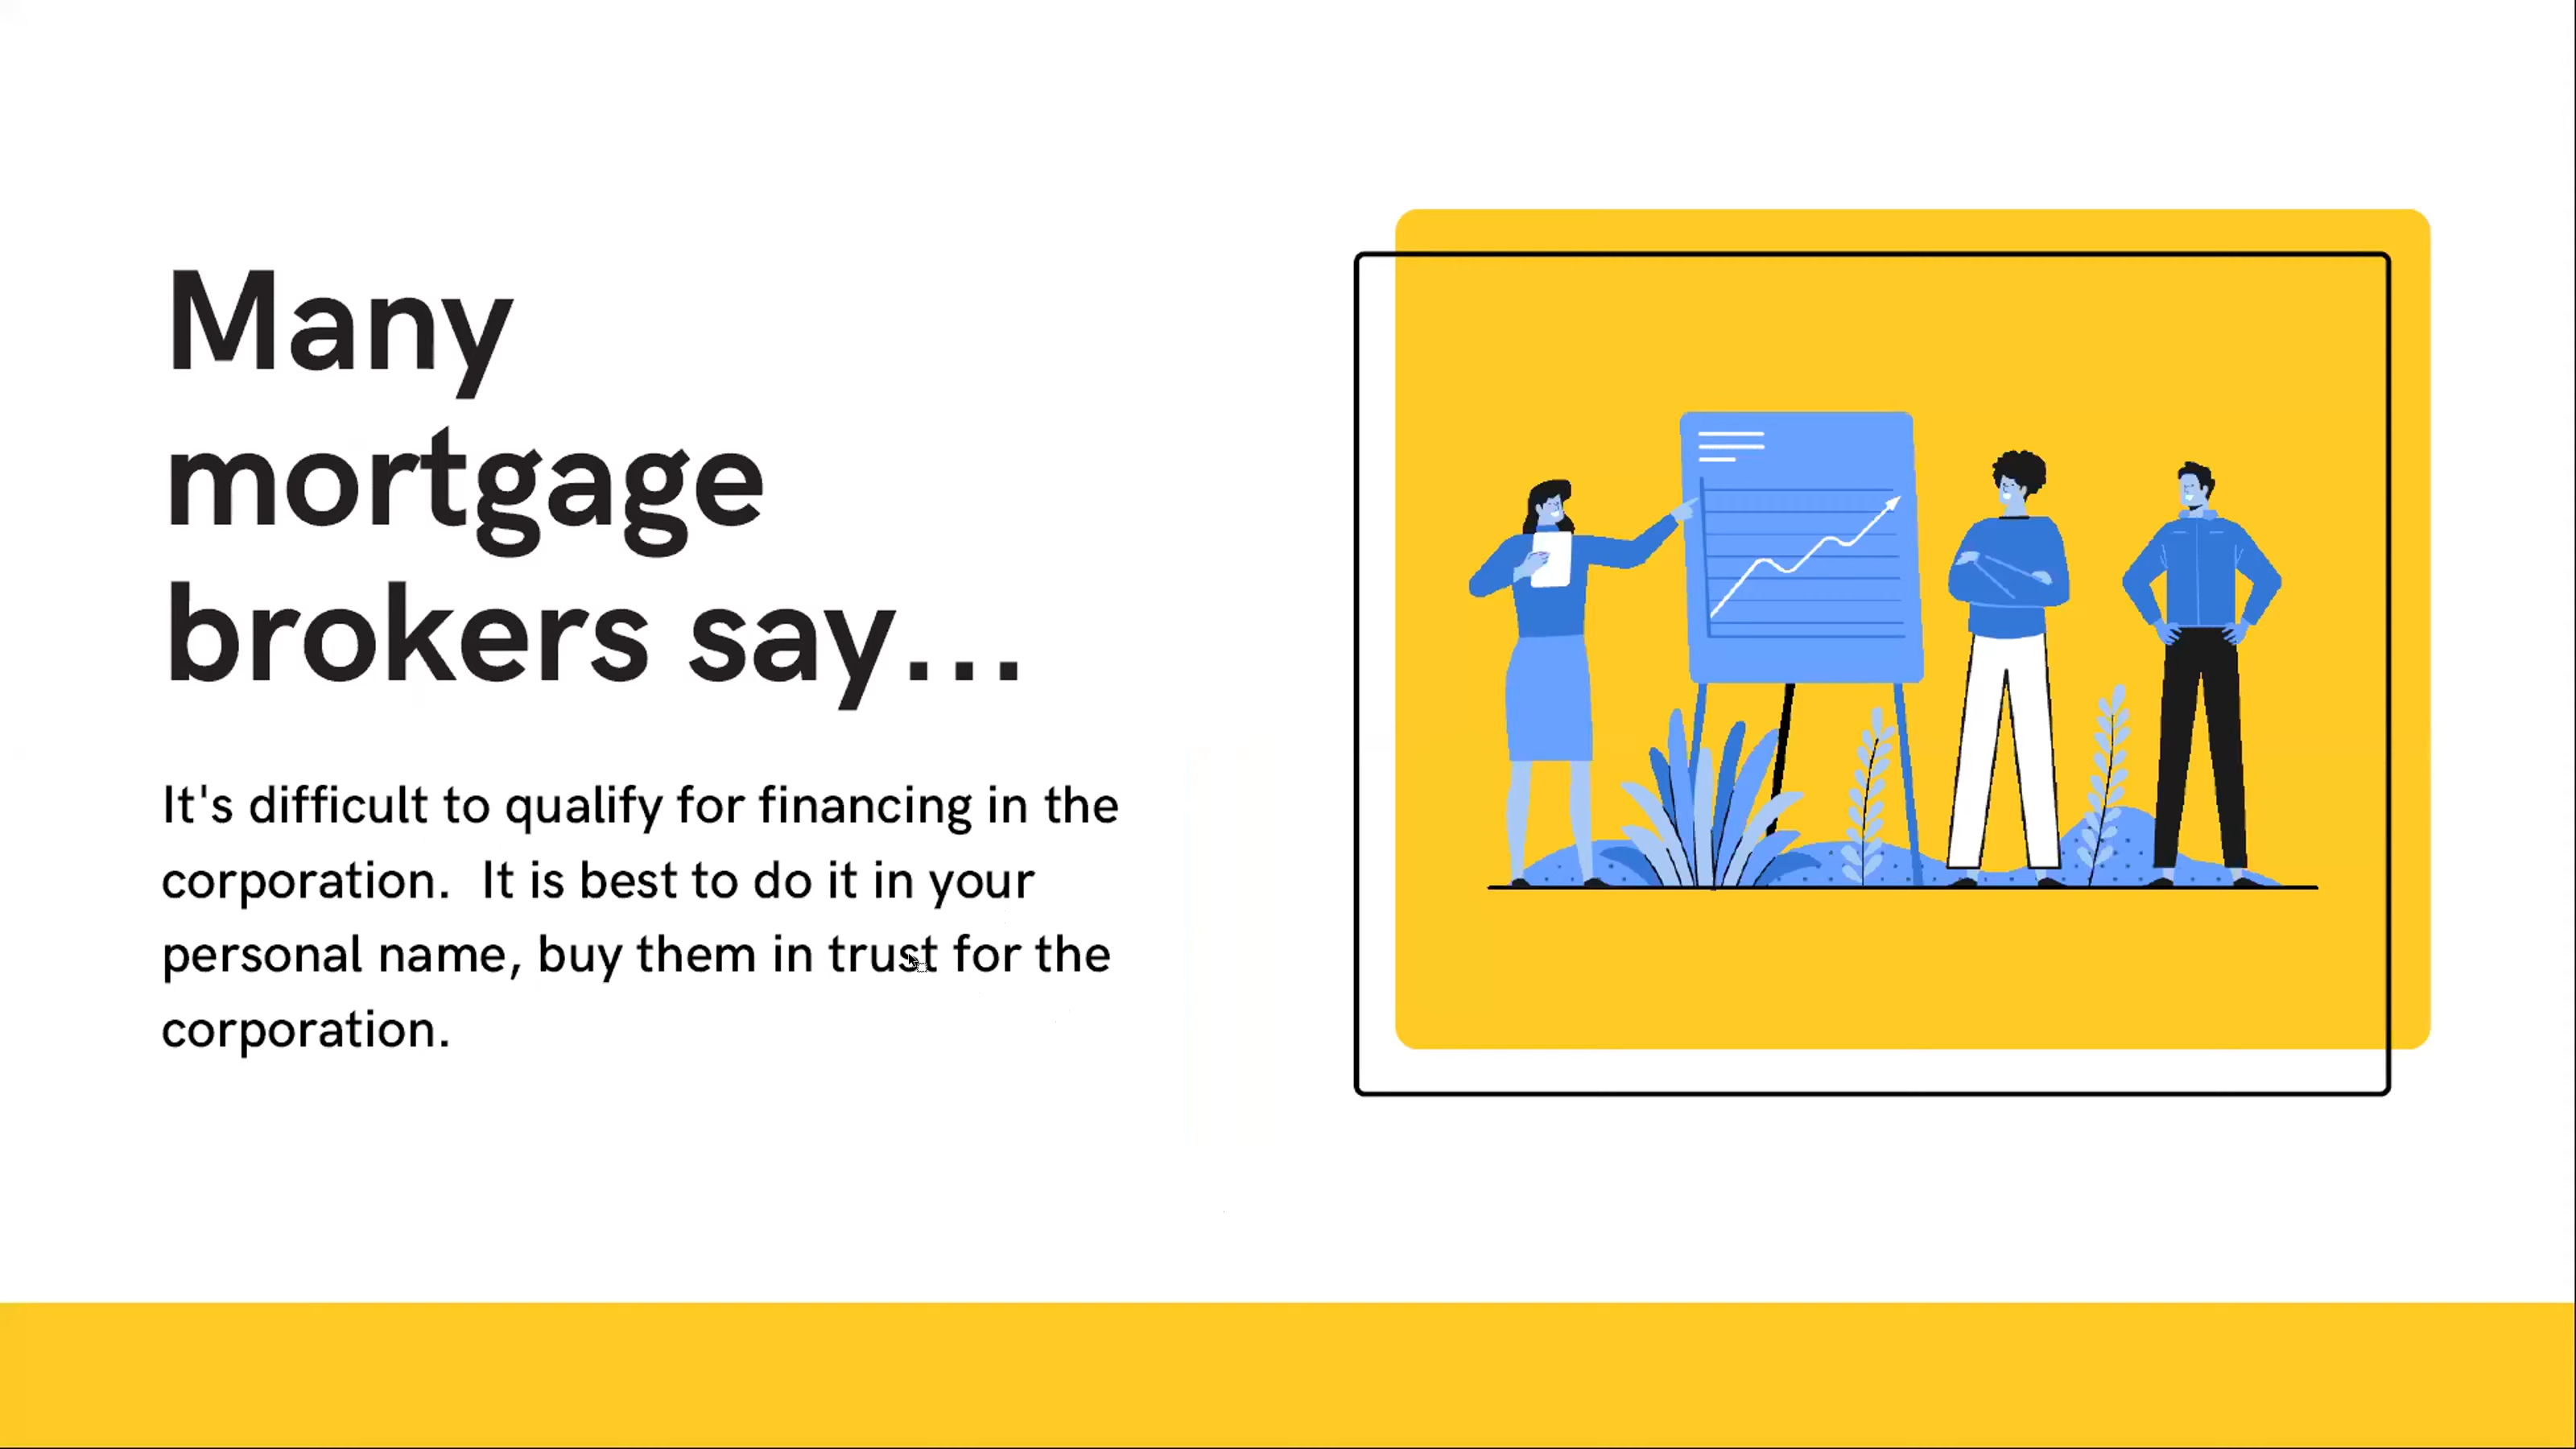 Many
mortgage
brokers say...
It's difficult to qualify for financing in the
corporation.  It is best to do it in your
personal name, buy them in trust for the
corporation.